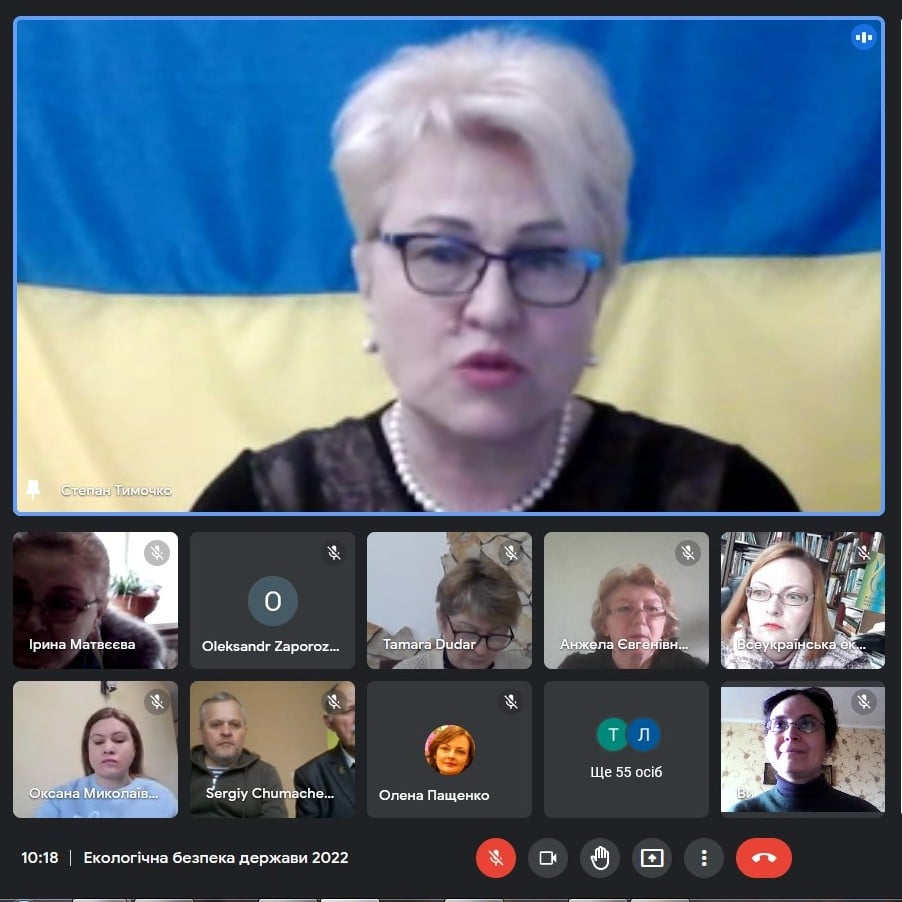 Степан Тимочко
Ірина Матвєєва
O
Oleksandr Zaporoz...
Tamara Dudar
Анжела Євгенівн...
Всеукраїнська ек...
Оксана Миколаїв...
Sergiy Chumache...
Олена Пащенко
Т Л
Ще 55 осіб
Ви
10:18 | Екологічна безпека держави 2022